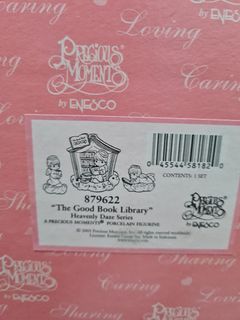 Loving
PRECIOUS
MOMENTS
by ENESCO
Caring
0 45544 58182 0
CONTENTS: 1 SET
879622
"The Good Book Library"
Heavenly Daze Series
A PRECIOUS MOMENTS PORCELAIN FIGURINE
PRECIOUS
MOMENTS
by ENESCO
Sharing
Sharing
PRECIOUS
MOMENTS
by ENESCO
Loving
Caring